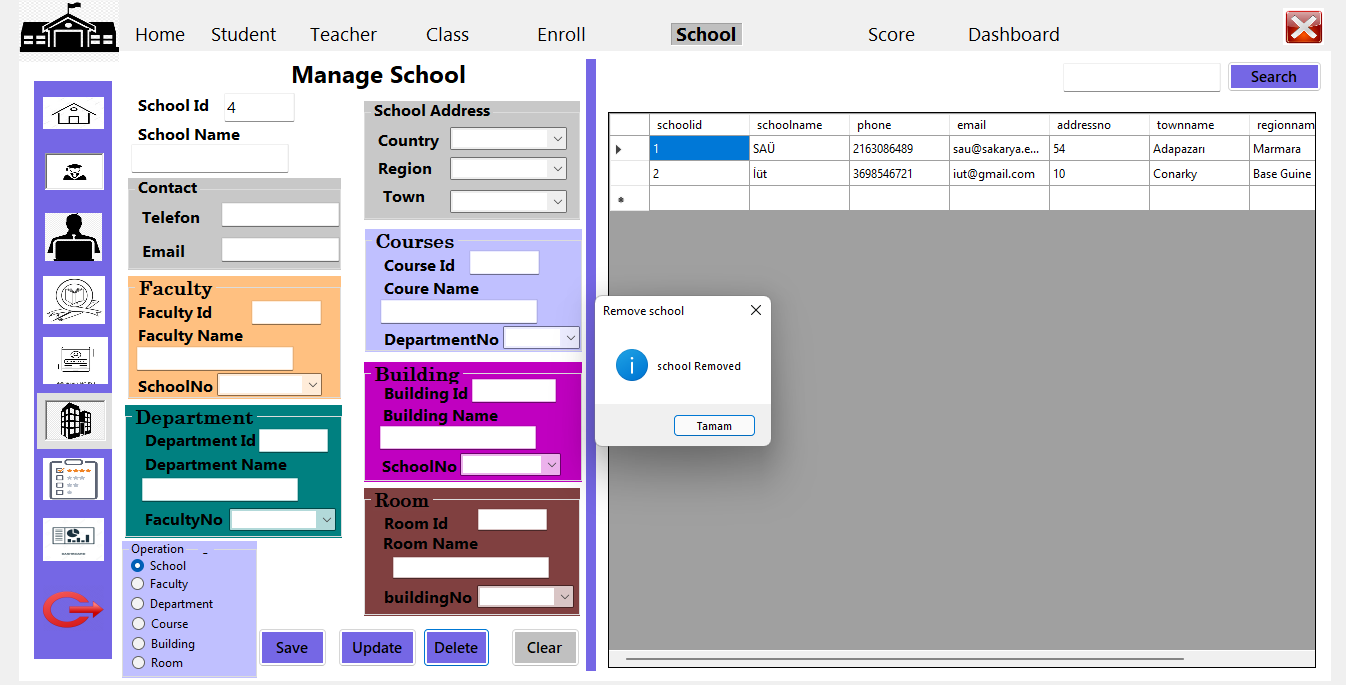 Home Student Teacher Class Enroll School Score Dashboard
Manage School
School Id 4
School Name
Contact
Telefon
Email
Faculty
Faculty Id
Faculty Name
SchoolNo
Department
Department Id
Department Name
FacultyNo
Operation
School
Faculty
Department
Course
Building
Room
School Address
Country
Region
Town
Courses
Course Id
Coure Name
DepartmentNo
Building
Building Id
Building Name
SchoolNo
Room
Room Id
Room Name
buildingNo
Save Update Delete Clear
Search
schoolid schoolname phone email addressno townname regionnam
1 SAÜ 2163086489 sau@sakarya.e... 54 Adapazarı Marmara
2 İüt 3698546721 iut@gmail.com 10 Conarky Base Guine
Remove school
school Removed
Tamam